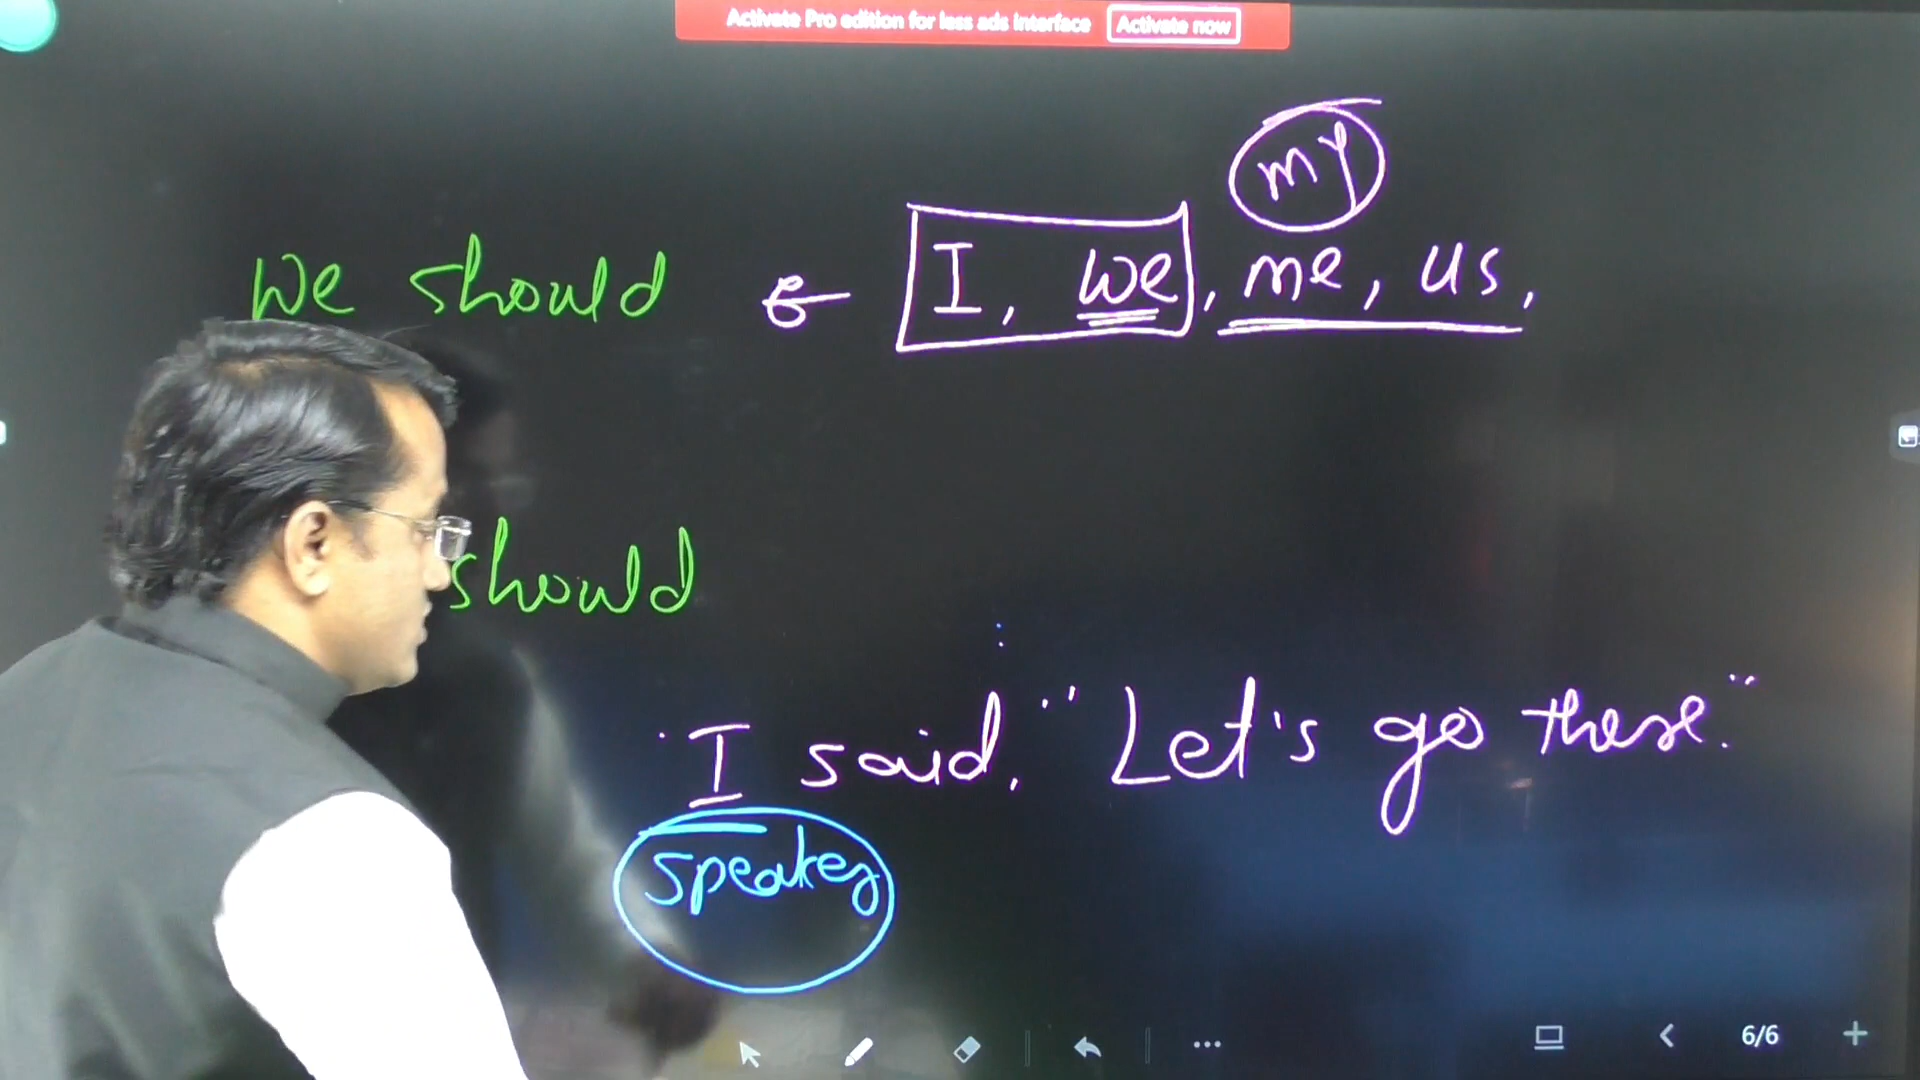 Activate Pro edition for less ads interface Activate now
my
We should ← I, we, me, us,
should
I said, "Let's go there."
speaker
6/6